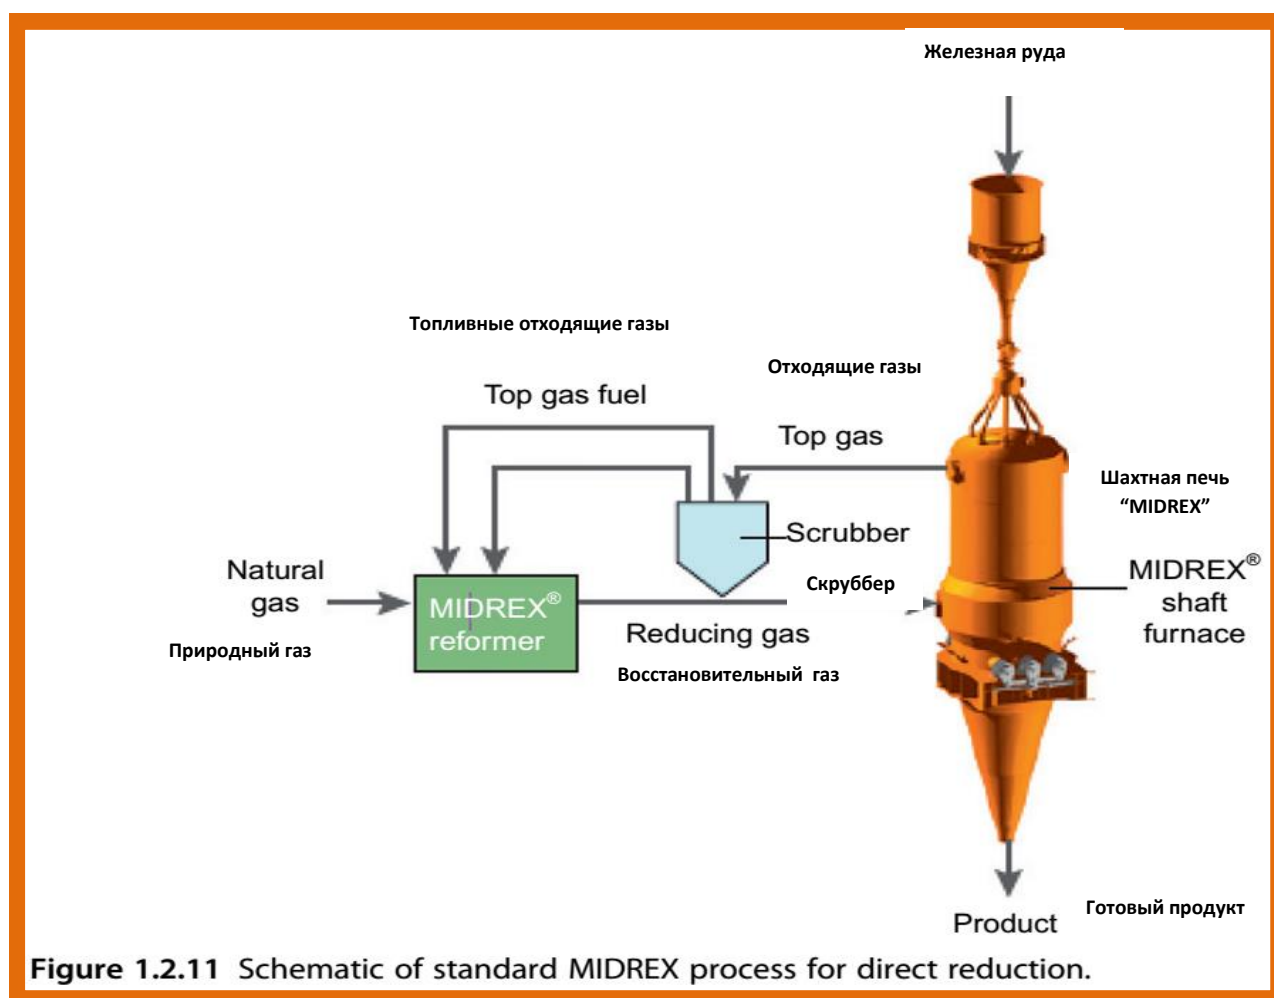 Железная руда
Топливные отходящие газы
Отходящие газы
Top gas fuel
Top gas
Шахтная печь
“MIDREX”
Scrubber
Скруббер
Natural
gas
Природный газ
MIDREX®
reformer
Reducing gas
Восстановительный газ
MIDREX®
shaft
furnace
Готовый продукт
Product
Figure 1.2.11 Schematic of standard MIDREX process for direct reduction.